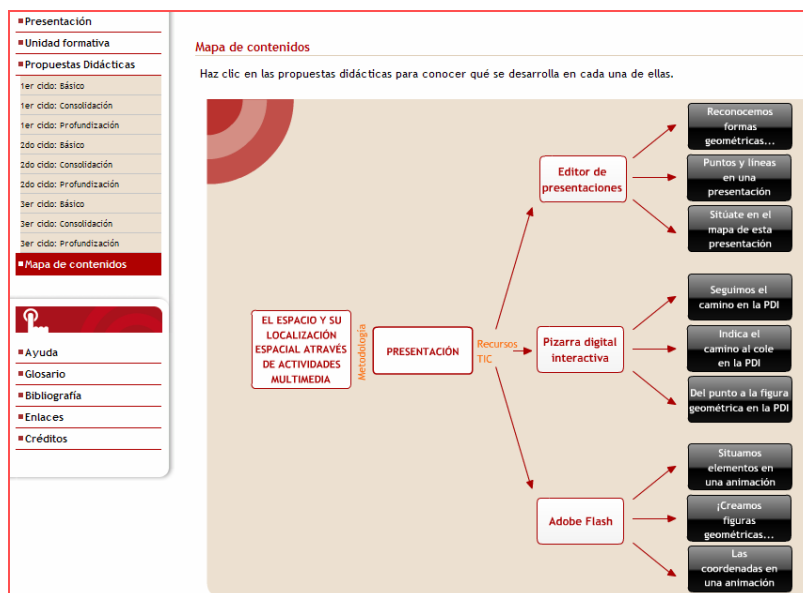 Presentación
Unidad formativa
Propuestas Didácticas
1er ciclo: Básico
1er ciclo: Consolidación
1er ciclo: Profundización
2do ciclo: Básico
2do ciclo: Consolidación
2do ciclo: Profundización
3er ciclo: Básico
3er ciclo: Consolidación
3er ciclo: Profundización
Mapa de contenidos
Ayuda
Glosario
Bibliografía
Enlaces
Créditos
Mapa de contenidos
Haz clic en las propuestas didácticas para conocer qué se desarrolla en cada una de ellas.
EL ESPACIO Y SU
LOCALIZACIÓN
ESPACIAL ATRAVÉS
DE ACTIVIDADES
MULTIMEDIA
Metodología
PRESENTACIÓN
Recursos
TIC
Editor de
presentaciones
Reconocemos
formas
geométricas...
Puntos y líneas
en una
presentación
Sitúate en el
mapa de esta
presentación
Pizarra digital
interactiva
Seguimos el
camino en la PDI
Indica el
camino al cole
en la PDI
Del punto a la figura
geométrica en la PDI
Adobe Flash
Situamos
elementos en
una animación
¡Creamos
figuras
geométricas...
Las
coordenadas en
una animación